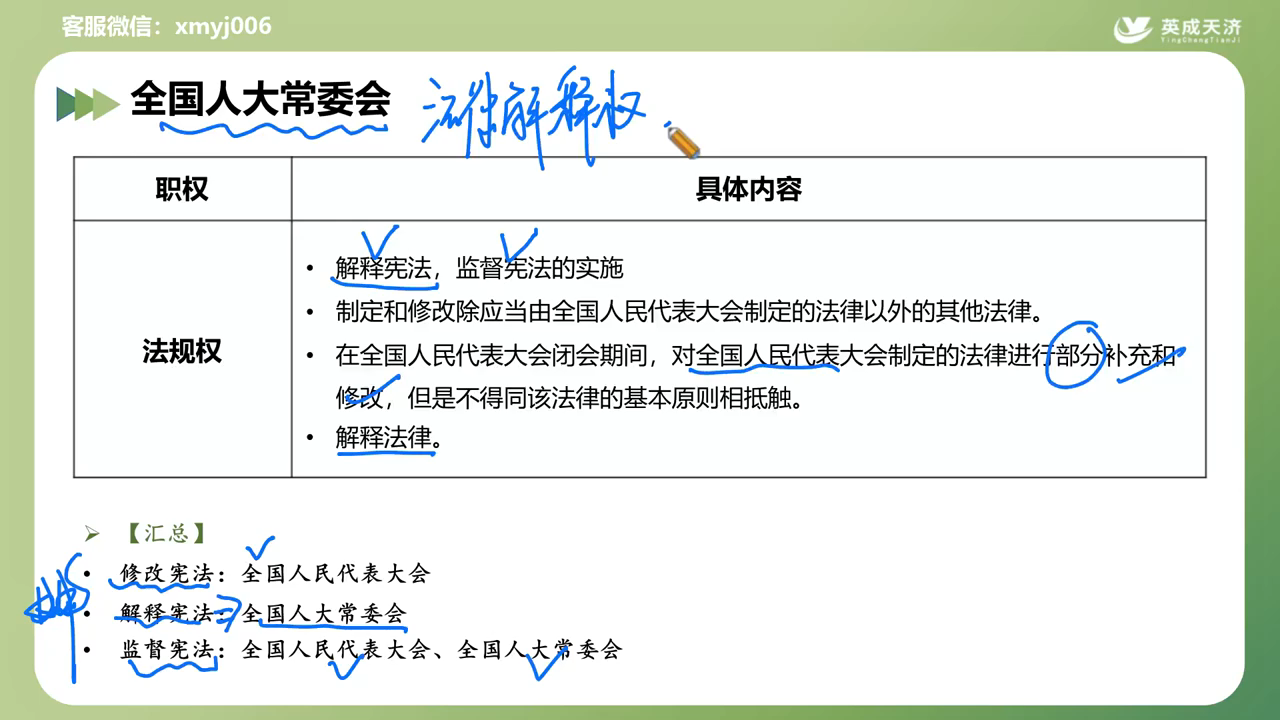 客服微信：xmyj006
英成天济
YingChengTianJi
全国人大常委会
法律解释权
职权
具体内容
法规权
• 解释宪法，监督宪法的实施
• 制定和修改除应当由全国人民代表大会制定的法律以外的其他法律。
• 在全国人民代表大会闭会期间，对全国人民代表大会制定的法律进行部分补充和
修改，但是不得同该法律的基本原则相抵触。
• 解释法律。
【汇总】
• 修改宪法：全国人民代表大会
• 解释宪法：全国人大常委会
• 监督宪法：全国人民代表大会、全国人大常委会